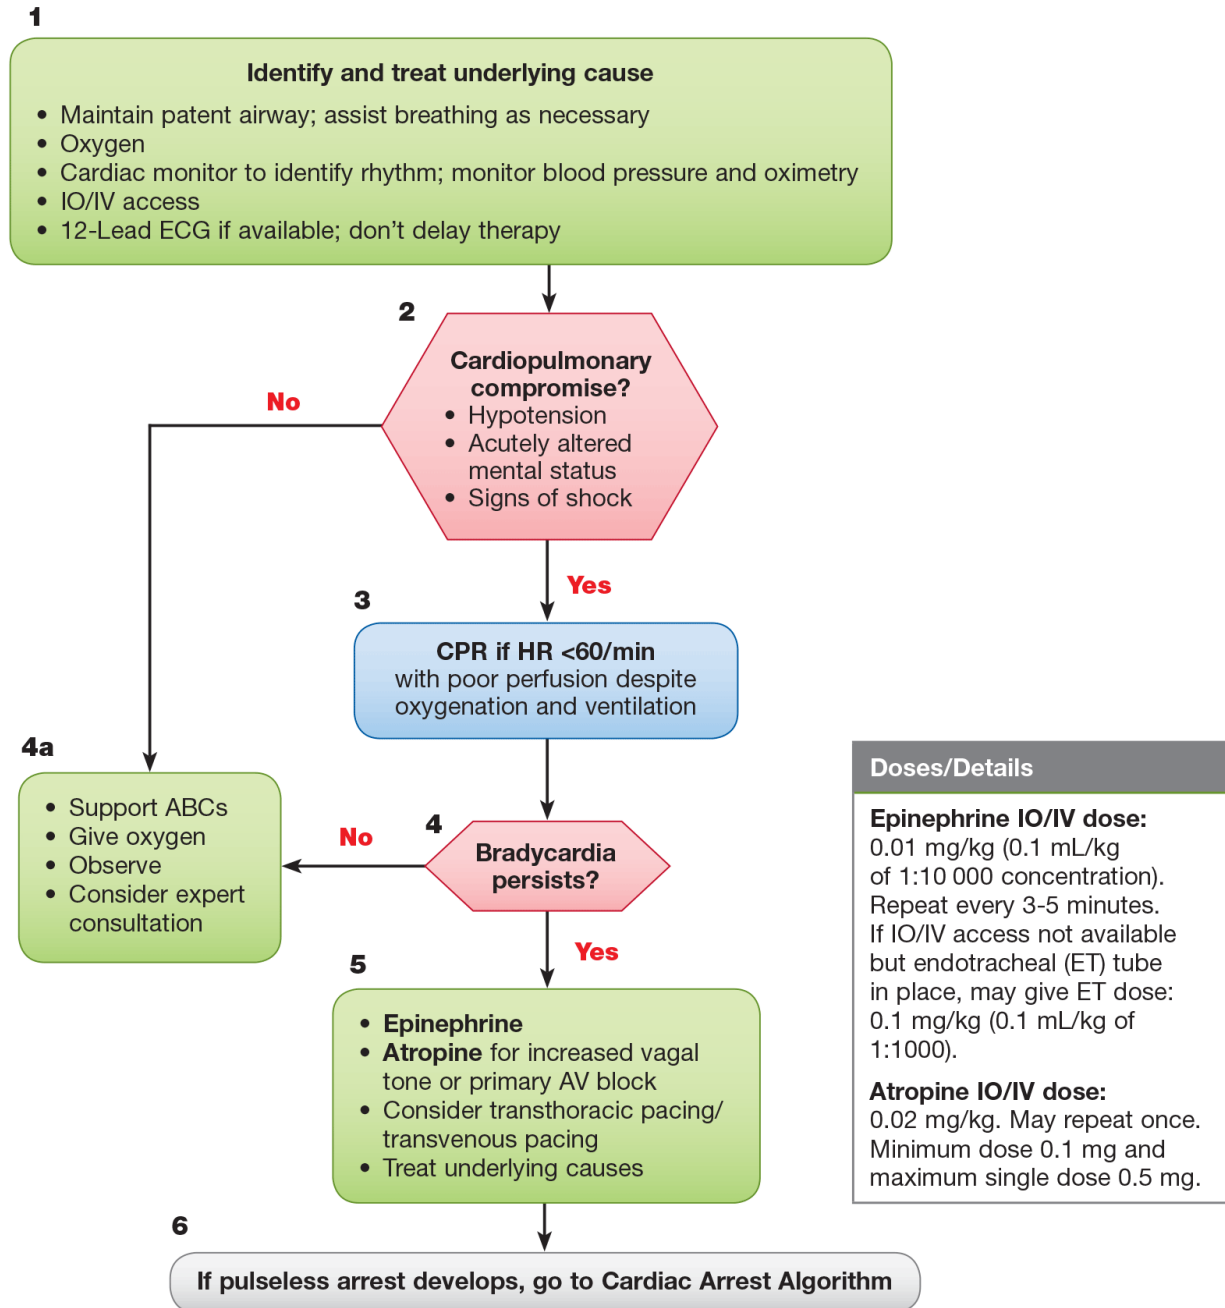 1
Identify and treat underlying cause
• Maintain patent airway; assist breathing as necessary
• Oxygen
• Cardiac monitor to identify rhythm; monitor blood pressure and oximetry
• IO/IV access
• 12-Lead ECG if available; don't delay therapy
2
Cardiopulmonary
compromise?
• Hypotension
• Acutely altered
mental status
• Signs of shock
No
Yes
3
CPR if HR <60/min
with poor perfusion despite
oxygenation and ventilation
4a
• Support ABCs
• Give oxygen
• Observe
• Consider expert
consultation
No
4
Bradycardia
persists?
Yes
5
• Epinephrine
• Atropine for increased vagal
tone or primary AV block
• Consider transthoracic pacing/
transvenous pacing
• Treat underlying causes
6
If pulseless arrest develops, go to Cardiac Arrest Algorithm
Doses/Details
Epinephrine IO/IV dose:
0.01 mg/kg (0.1 mL/kg
of 1:10 000 concentration).
Repeat every 3-5 minutes.
If IO/IV access not available
but endotracheal (ET) tube
in place, may give ET dose:
0.1 mg/kg (0.1 mL/kg of
1:1000).
Atropine IO/IV dose:
0.02 mg/kg. May repeat once.
Minimum dose 0.1 mg and
maximum single dose 0.5 mg.